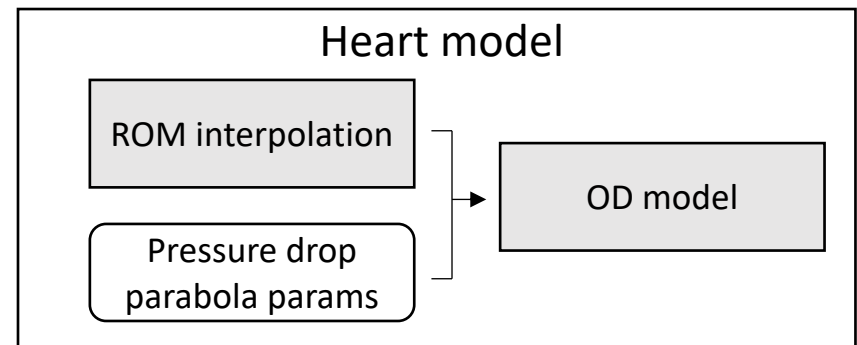 Heart model
ROM interpolation
OD model
Pressure drop
parabola params